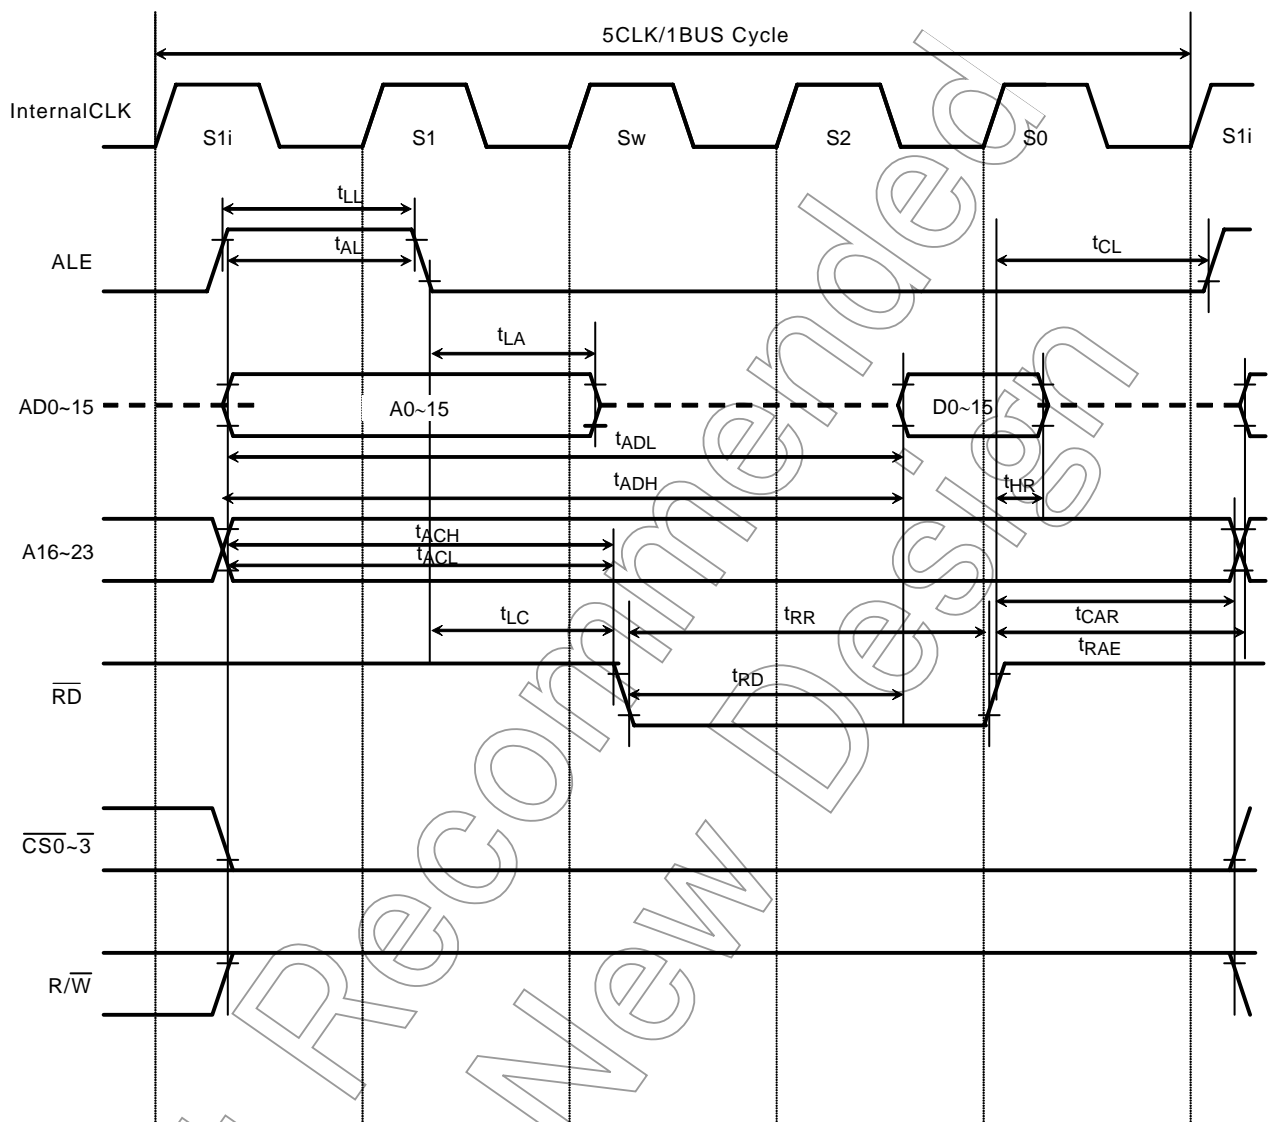 5CLK/1BUS Cycle
InternalCLK
S1i S1 Sw S2 S0 S1i
tLL
ALE
tAL
tCL
tLA
AD0~15
A0~15
D0~15
tADL
tADH
tHR
A16~23
tACH
tACL
tLC
tRR
tCAR
tRAE
RD
tRD
CS0~3
R/W
Recommended
New Design